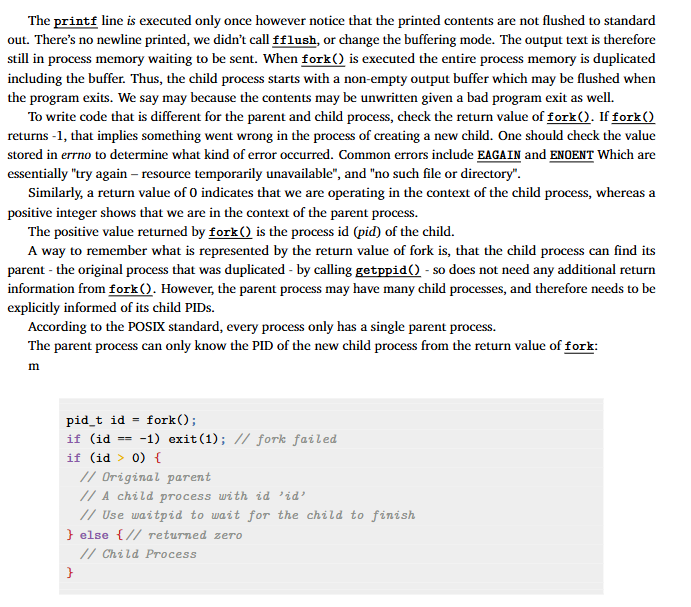 The printf line is executed only once however notice that the printed contents are not flushed to standard
out. There's no newline printed, we didn't call fflush, or change the buffering mode. The output text is therefore
still in process memory waiting to be sent. When fork() is executed the entire process memory is duplicated
including the buffer. Thus, the child process starts with a non-empty output buffer which may be flushed when
the program exits. We say may because the contents may be unwritten given a bad program exit as well.
To write code that is different for the parent and child process, check the return value of fork(). If fork()
returns -1, that implies something went wrong in the process of creating a new child. One should check the value
stored in errno to determine what kind of error occurred. Common errors include EAGAIN and ENOENT Which are
essentially "try again – resource temporarily unavailable", and "no such file or directory".
Similarly, a return value of 0 indicates that we are operating in the context of the child process, whereas a
positive integer shows that we are in the context of the parent process.
The positive value returned by fork() is the process id (pid) of the child.
A way to remember what is represented by the return value of fork is, that the child process can find its
parent - the original process that was duplicated - by calling getppid() - so does not need any additional return
information from fork(). However, the parent process may have many child processes, and therefore needs to be
explicitly informed of its child PIDs.
According to the POSIX standard, every process only has a single parent process.
The parent process can only know the PID of the new child process from the return value of fork:
m
pid_t id = fork();
if (id == -1) exit(1); // fork failed
if (id > 0) {
// Original parent
// A child process with id 'id'
// Use waitpid to wait for the child to finish
} else {// returned zero
// Child Process
}